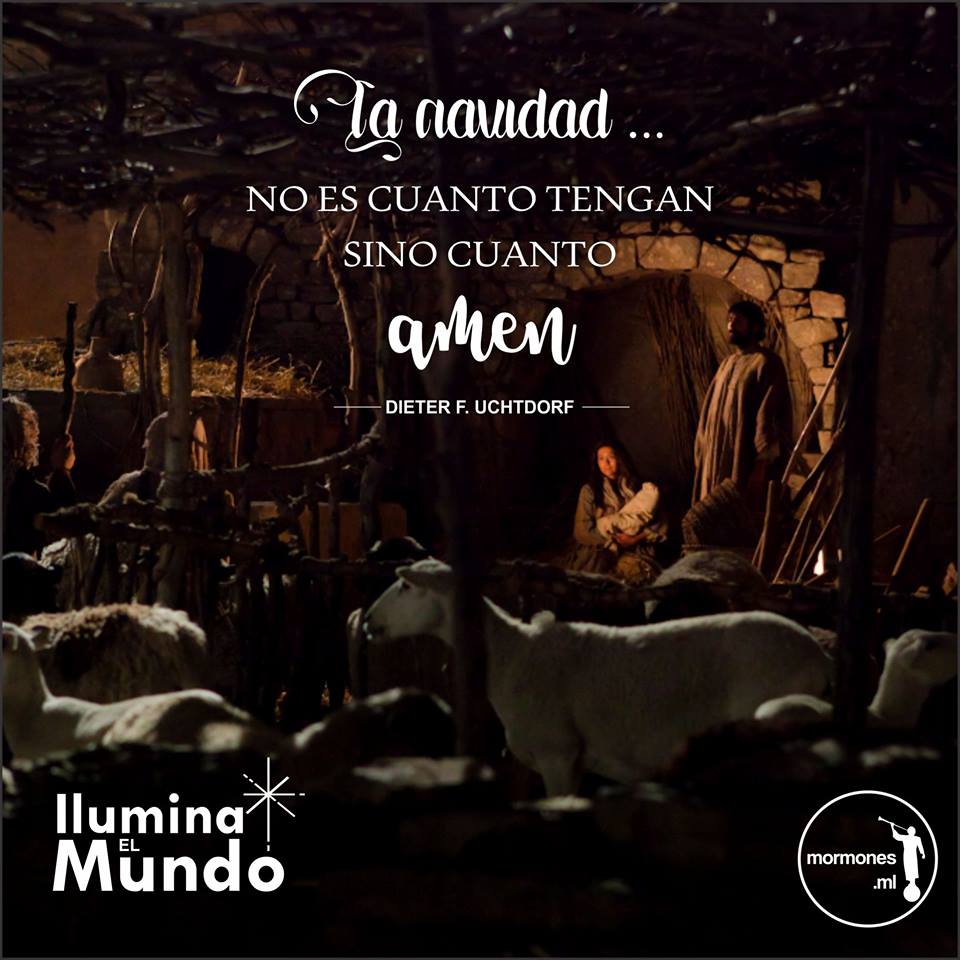 La navidad ...
NO ES CUANTO TENGAN
SINO CUANTO
amen
DIETER F. UCHTDORF
Ilumina
EL
Mundo
mormones
.ml